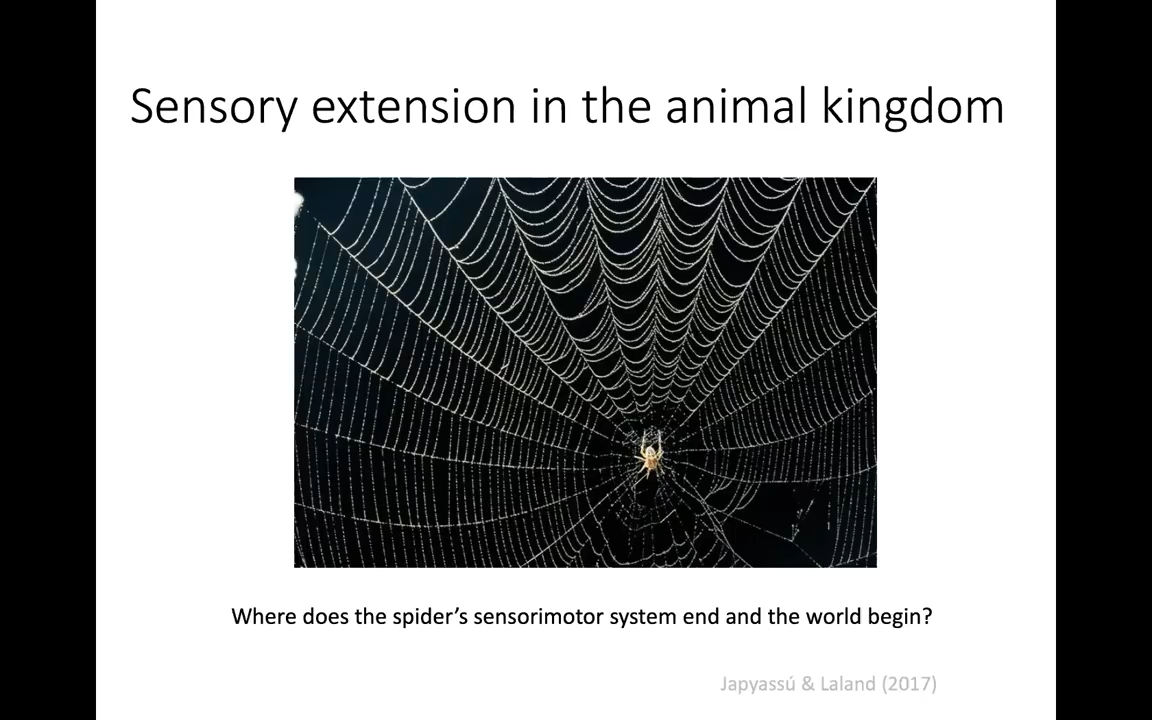 Sensory extension in the animal kingdom
Where does the spider’s sensorimotor system end and the world begin?
Japyassú & Laland (2017)